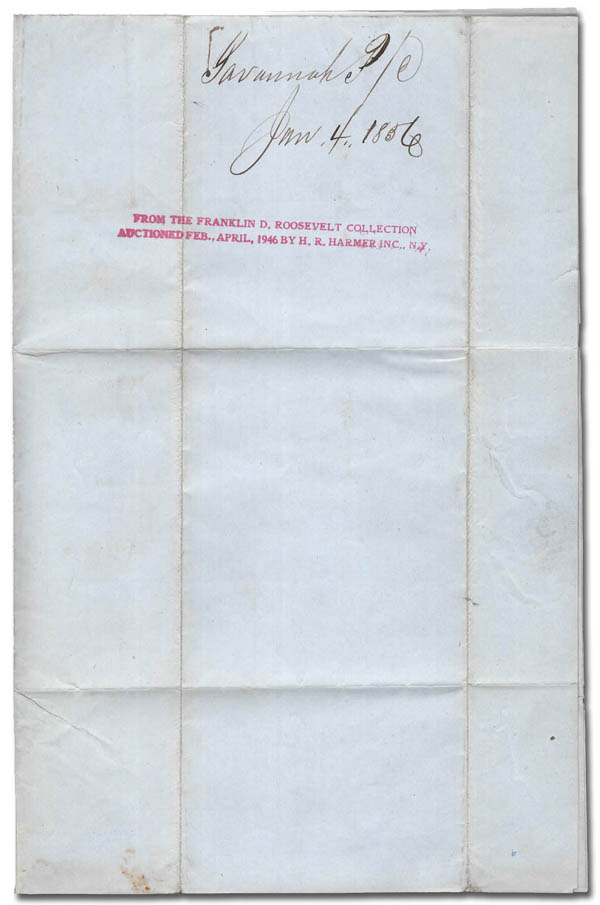 Savannah P/C
Jan. 4., 1856
FROM THE FRANKLIN D. ROOSEVELT COLLECTION
AUCTIONED FEB., APRIL, 1946 BY H. R. HARMER INC., N.Y.